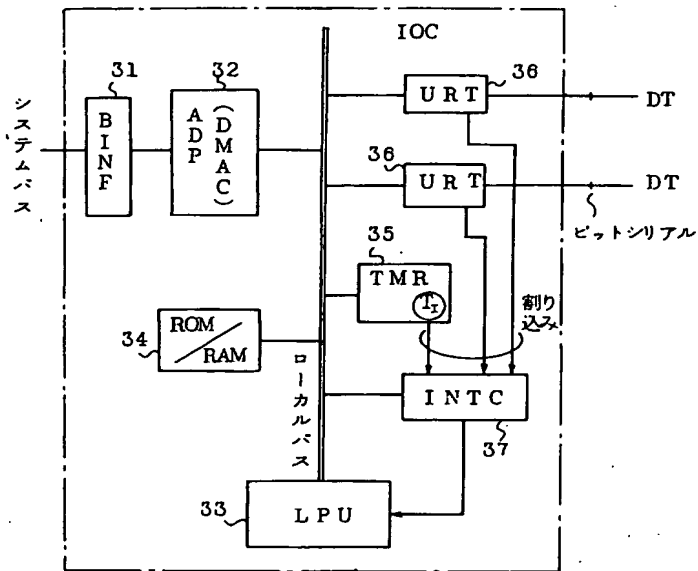 IOC
31
32
36
システムバス
BINF
ADP
(DMAC)
URT
DT
36
URT
DT
ビットシリアル
35
TMR
T_I
割り
込み
34
ROM/RAM
ローカルバス
INTC
37
33
LPU